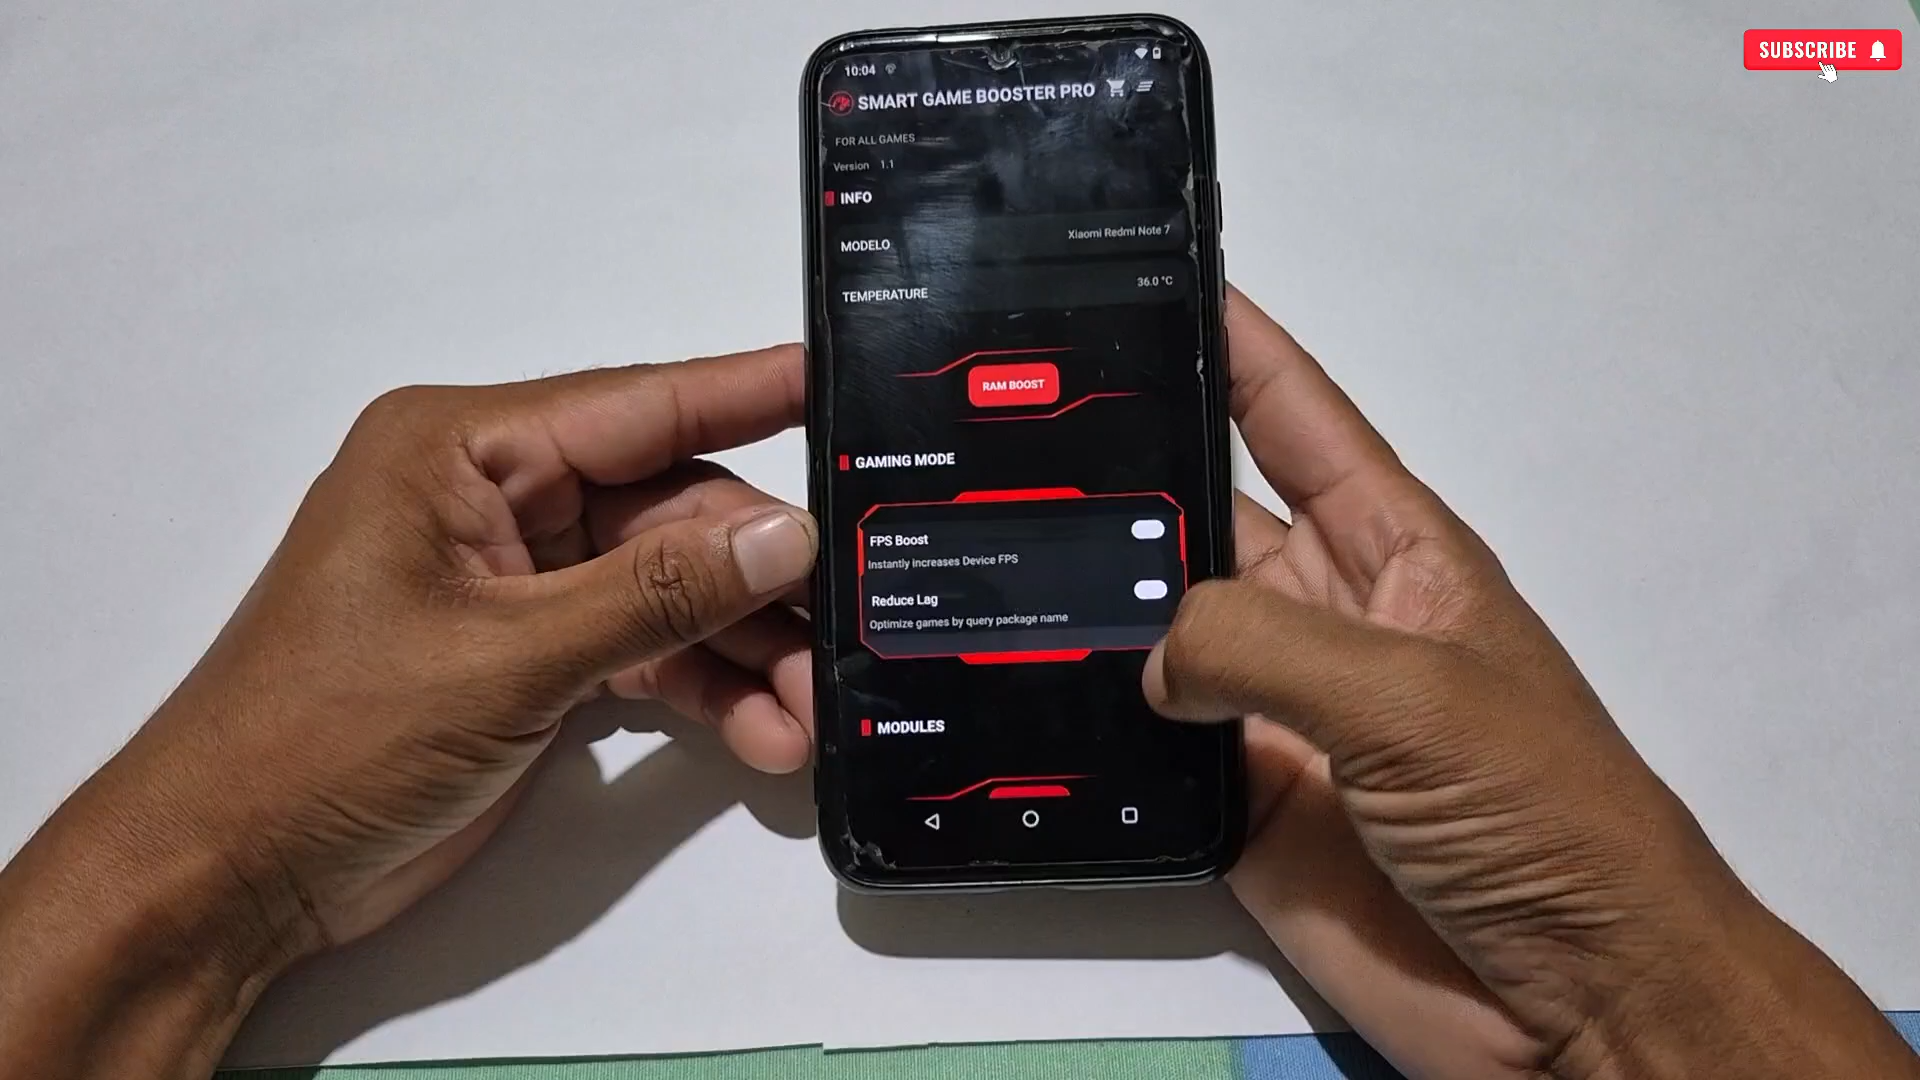 SUBSCRIBE
10:04
SMART GAME BOOSTER PRO
FOR ALL GAMES
Version 1.1
INFO
MODELO Xiaomi Redmi Note 7
TEMPERATURE 36.0 °C
RAM BOOST
GAMING MODE
FPS Boost
Instantly increases Device FPS
Reduce Lag
Optimize games by query package name
MODULES